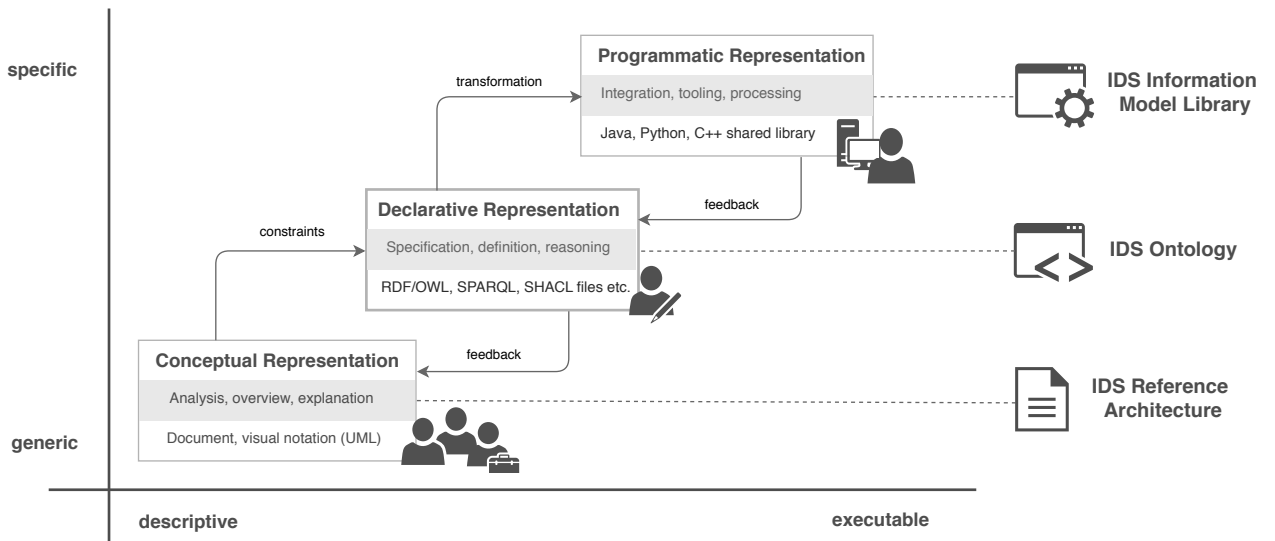 specific
Programmatic Representation
Integration, tooling, processing
Java, Python, C++ shared library
transformation
IDS Information
Model Library
feedback
Declarative Representation
Specification, definition, reasoning
RDF/OWL, SPARQL, SHACL files etc.
constraints
IDS Ontology
feedback
Conceptual Representation
Analysis, overview, explanation
Document, visual notation (UML)
IDS Reference
Architecture
generic
descriptive
executable